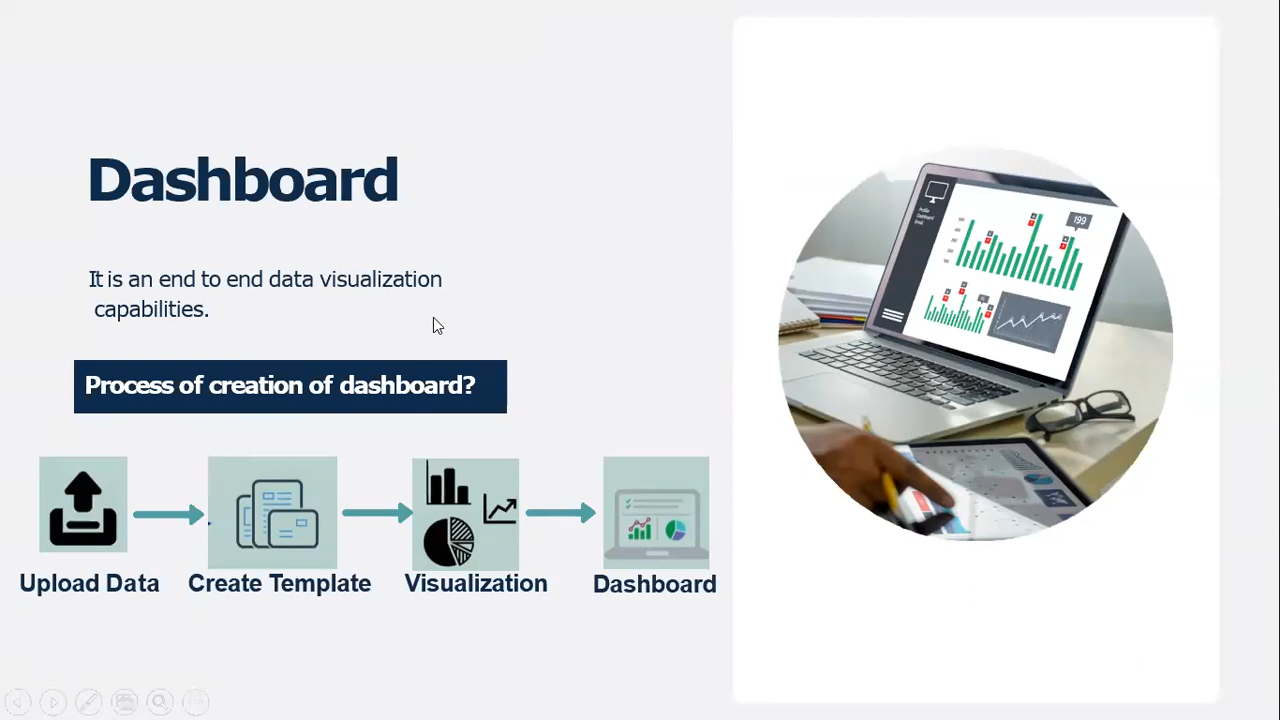 Dashboard
It is an end to end data visualization
capabilities.
Process of creation of dashboard?
Upload Data
Create Template
Visualization
Dashboard
199